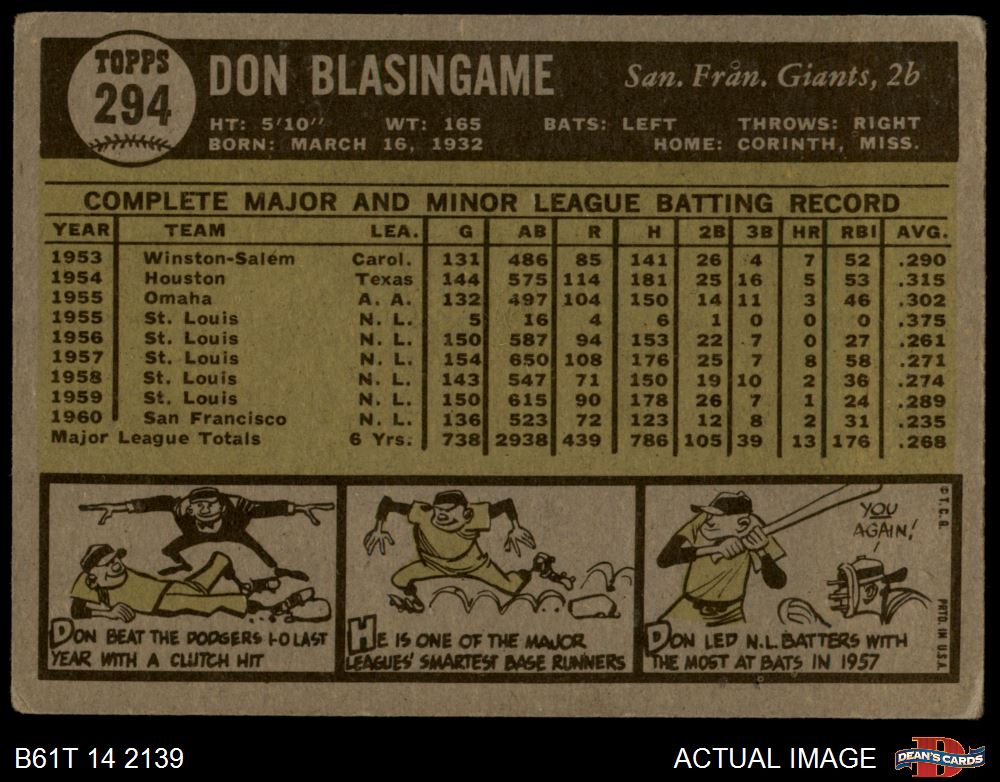 TOPPS
294
DON BLASINGAME
San. Fran. Giants, 2b
HT: 5'10" WT: 165 BATS: LEFT THROWS: RIGHT
BORN: MARCH 16, 1932 HOME: CORINTH, MISS.
COMPLETE MAJOR AND MINOR LEAGUE BATTING RECORD
YEAR TEAM LEA. G AB R H 2B 3B HR RBI AVG.
1953 Winston-Salem Carol. 131 486 85 141 26 4 7 52 .290
1954 Houston Texas 144 575 114 181 25 16 5 53 .315
1955 Omaha A. A. 132 497 104 150 14 11 3 46 .302
1955 St. Louis N. L. 5 16 4 6 1 0 0 0 .375
1956 St. Louis N. L. 150 587 94 153 22 7 0 27 .261
1957 St. Louis N. L. 154 650 108 176 25 7 8 58 .271
1958 St. Louis N. L. 143 547 71 150 19 10 2 36 .274
1959 St. Louis N. L. 150 615 90 178 26 7 1 24 .289
1960 San Francisco N. L. 136 523 72 123 12 8 2 31 .235
Major League Totals 6 Yrs. 738 2938 439 786 105 39 13 176 .268
DON BEAT THE DODGERS 1-0 LAST
YEAR WITH A CLUTCH HIT
HE IS ONE OF THE MAJOR
LEAGUES' SMARTEST BASE RUNNERS
YOU
AGAIN!
DON LED N.L. BATTERS WITH
THE MOST AT BATS IN 1957
© T. C. G.
PRTD. IN U.S.A.
B61T 14 2139
ACTUAL IMAGE
D
DEAN'S CARDS